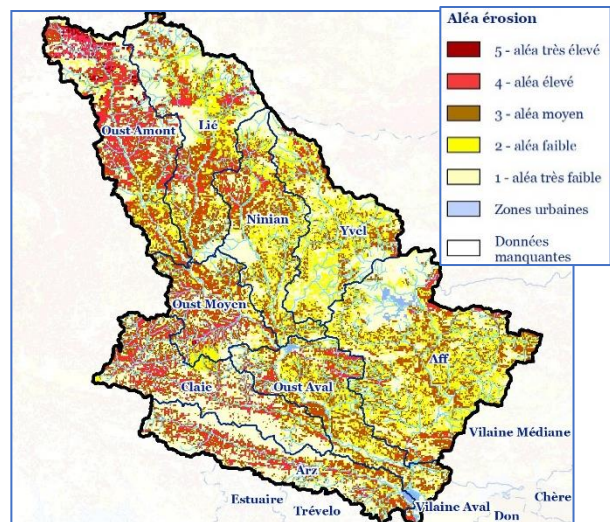 Aléa érosion
5 - aléa très élevé
4 - aléa élevé
3 - aléa moyen
2 - aléa faible
1 - aléa très faible
Zones urbaines
Données
manquantes
Oust Amont
Lié
Ninian
Yvel
Oust Moyen
Claie
Oust Aval
Aff
Arz
Vilaine Médiane
Vilaine Aval
Chère
Don
Estuaire
Trévelo